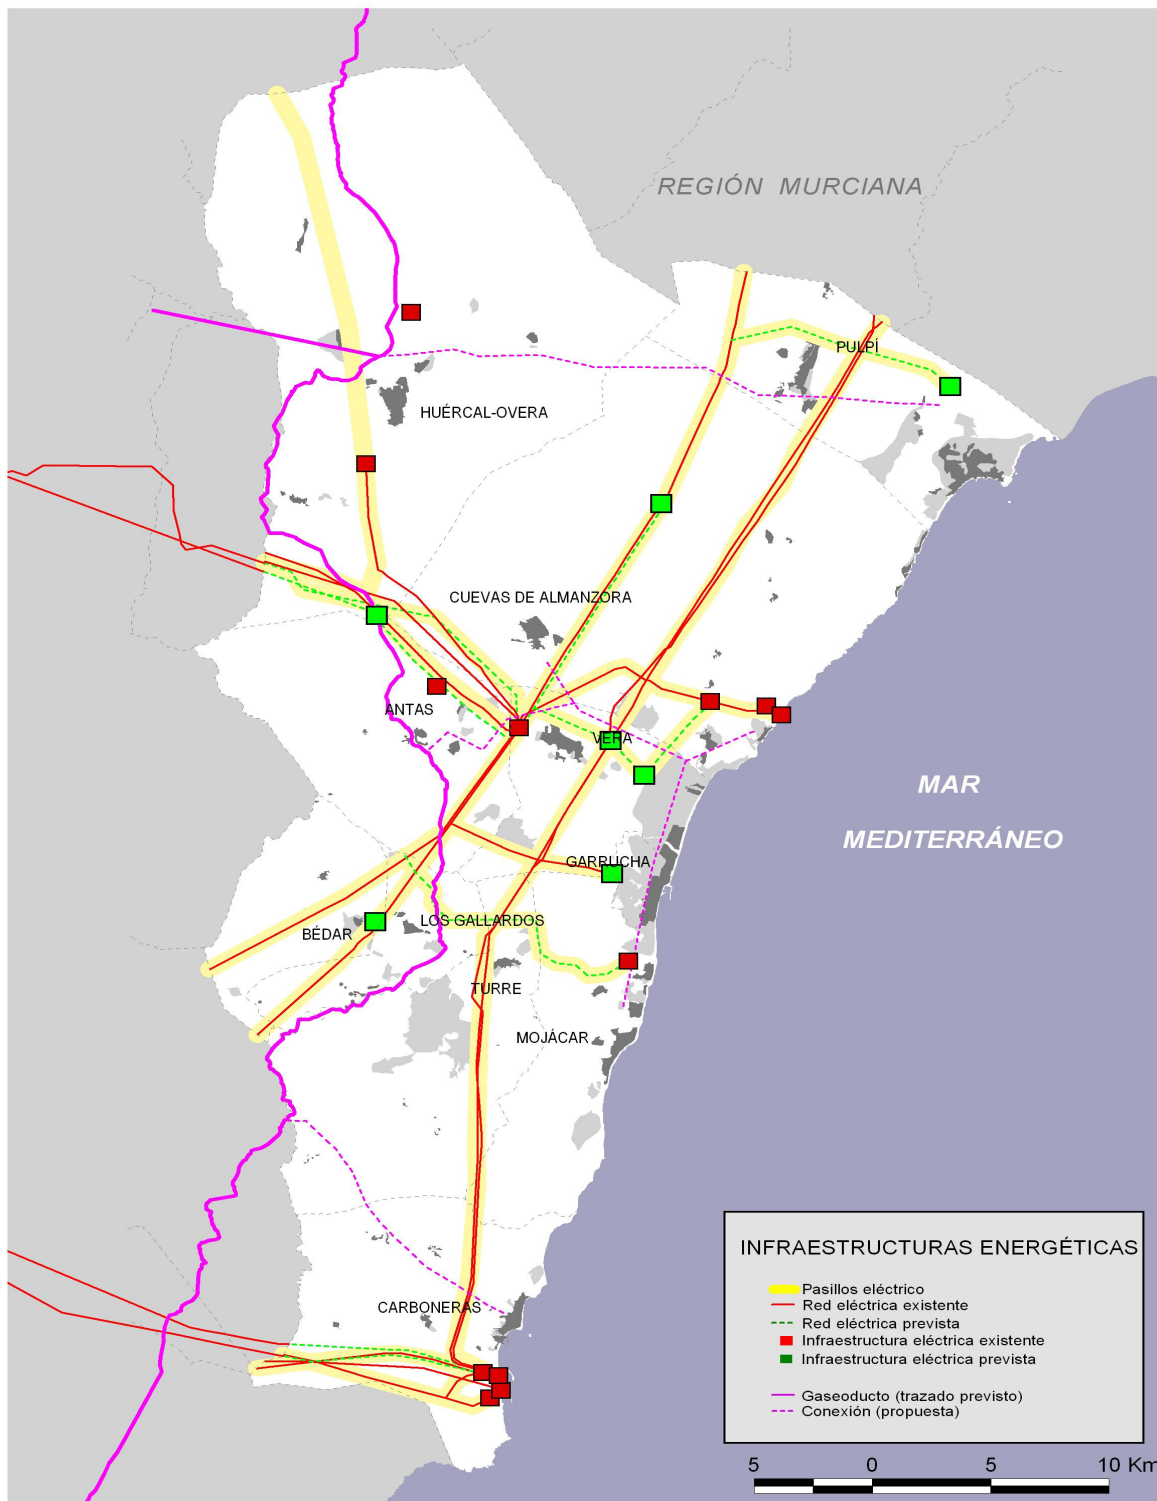 REGIÓN MURCIANA
PULPÍ
HUÉRCAL-OVERA
CUEVAS DE ALMANZORA
ANTAS
VERA
MAR
MEDITERRÁNEO
GARRUCHA
LOS GALLARDOS
BÉDAR
TURRE
MOJÁCAR
CARBONERAS
INFRAESTRUCTURAS ENERGÉTICAS
Pasillos eléctrico
Red eléctrica existente
Red eléctrica prevista
Infraestructura eléctrica existente
Infraestructura eléctrica prevista
Gaseoducto (trazado previsto)
Conexión (propuesta)
5 0 5 10 Km